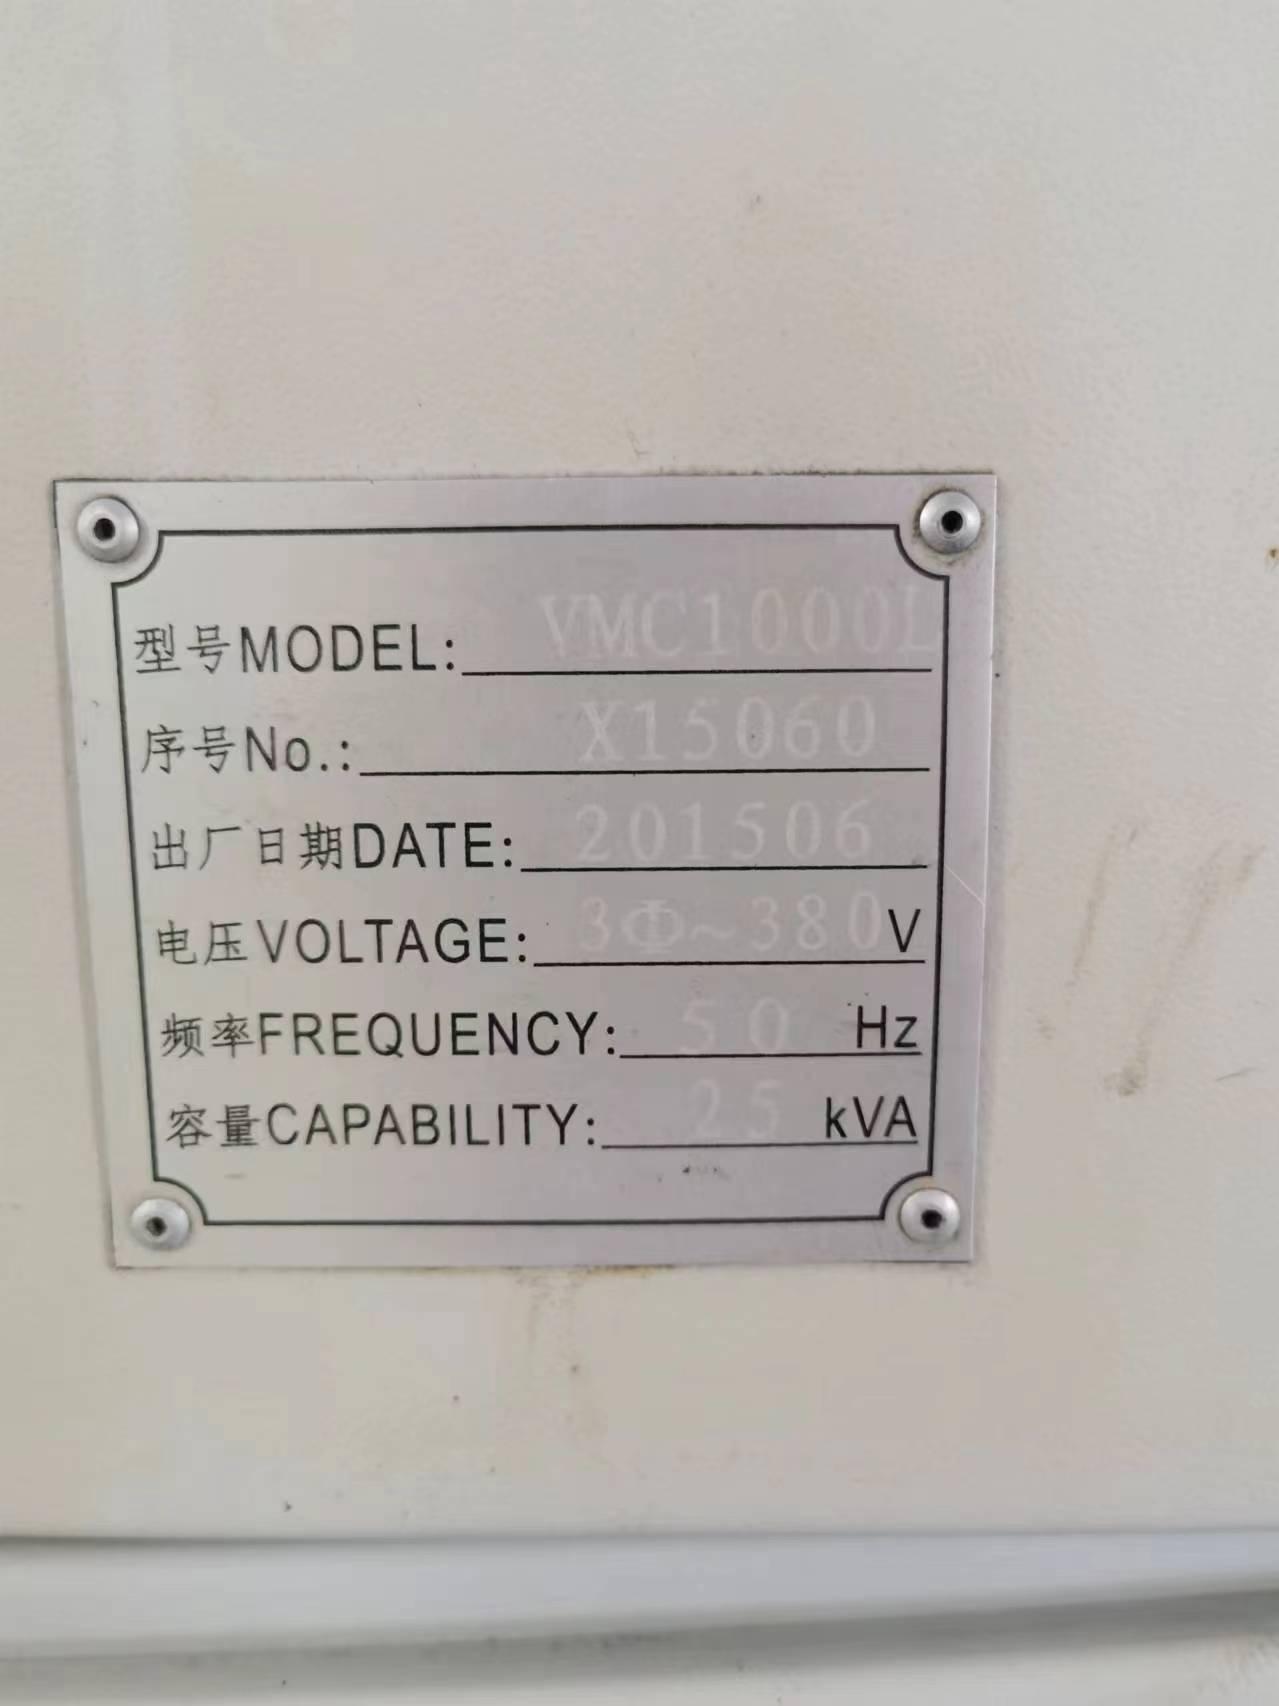 型号MODEL: VMC1000L
序号No.: X15060
出厂日期DATE: 201506
电压VOLTAGE: 3Φ~380V
频率FREQUENCY: 50 Hz
容量CAPABILITY: 25 kVA